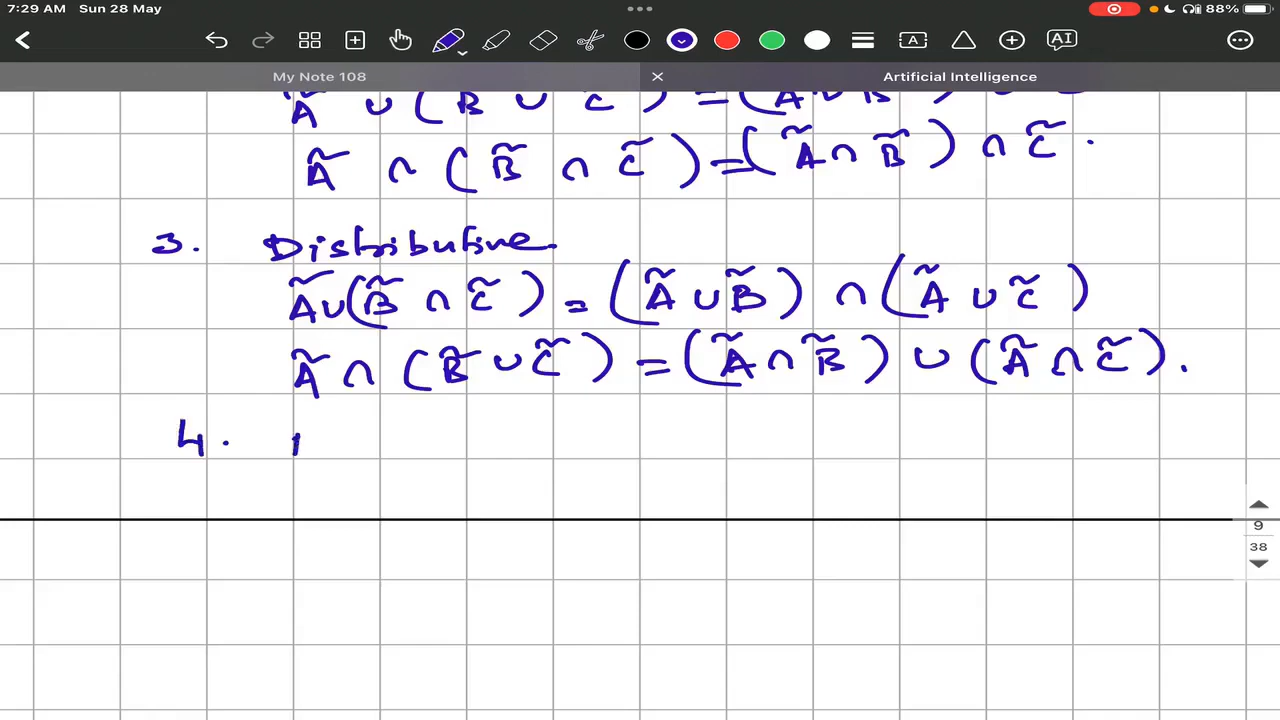 7:29 AM Sun 28 May 88%
My Note 108 Artificial Intelligence
Ã ∪ (B̃ ∪ C̃) = (Ã ∪ B̃)
Ã ∩ (B̃ ∩ C̃) = (Ã ∩ B̃) ∩ C̃.
3. Distributive
Ã ∪ (B̃ ∩ C̃) = (Ã ∪ B̃) ∩ (Ã ∪ C̃)
Ã ∩ (B̃ ∪ C̃) = (Ã ∩ B̃) ∪ (Ã ∩ C̃).
4.
9
38